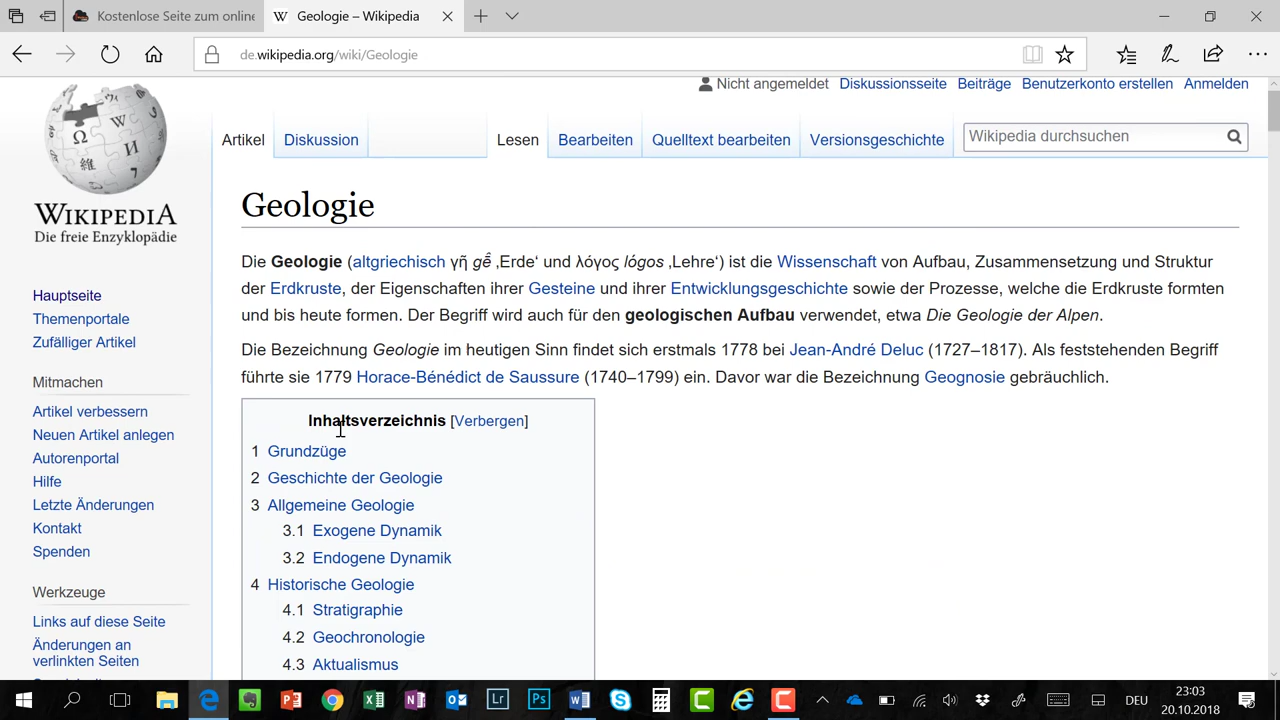 Kostenlose Seite zum online
Geologie – Wikipedia
de.wikipedia.org/wiki/Geologie
Nicht angemeldet Diskussionsseite Beiträge Benutzerkonto erstellen Anmelden
Artikel Diskussion Lesen Bearbeiten Quelltext bearbeiten Versionsgeschichte Wikipedia durchsuchen
WIKIPEDIA
Die freie Enzyklopädie
Hauptseite
Themenportale
Zufälliger Artikel
Mitmachen
Artikel verbessern
Neuen Artikel anlegen
Autorenportal
Hilfe
Letzte Änderungen
Kontakt
Spenden
Werkzeuge
Links auf diese Seite
Änderungen an
verlinkten Seiten
Geologie
Die Geologie (altgriechisch γῆ gê ‚Erde‘ und λόγος lógos ‚Lehre‘) ist die Wissenschaft von Aufbau, Zusammensetzung und Struktur
der Erdkruste, der Eigenschaften ihrer Gesteine und ihrer Entwicklungsgeschichte sowie der Prozesse, welche die Erdkruste formten
und bis heute formen. Der Begriff wird auch für den geologischen Aufbau verwendet, etwa Die Geologie der Alpen.
Die Bezeichnung Geologie im heutigen Sinn findet sich erstmals 1778 bei Jean-André Deluc (1727–1817). Als feststehenden Begriff
führte sie 1779 Horace-Bénédict de Saussure (1740–1799) ein. Davor war die Bezeichnung Geognosie gebräuchlich.
Inhaltsverzeichnis [Verbergen]
1 Grundzüge
2 Geschichte der Geologie
3 Allgemeine Geologie
3.1 Exogene Dynamik
3.2 Endogene Dynamik
4 Historische Geologie
4.1 Stratigraphie
4.2 Geochronologie
4.3 Aktualismus
DEU
23:03
20.10.2018